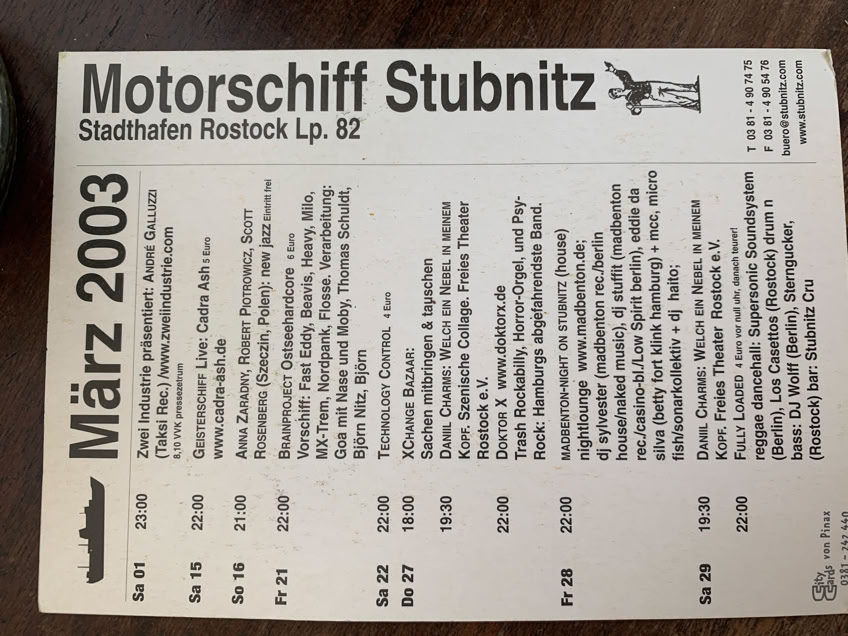 Motorschiff Stubnitz
Stadthafen Rostock Lp. 82
T 03 81 - 4 90 74 75
F 03 81 - 4 90 54 76
buero@stubnitz.com
www.stubnitz.com
März 2003
Sa 01 23:00 Zwei Industrie präsentiert: André Galluzzi
(Taksi Rec.) /www.zweiindustrie.com
8,10 VVK pressezetrum
Sa 15 22:00 Geisterschiff Live: Cadra Ash 5 Euro
www.cadra-ash.de
So 16 21:00 Anna Zaradny, Robert Piotrowicz, Scott
Rosenberg (Szeczin, Polen): new jazz Eintritt frei
Fr 21 22:00 Brainproject Ostseehardcore 6 Euro
Vorschiff: Fast Eddy, Beavis, Heavy, Milo,
MX-Trem, Nordpank, Flosse. Verarbeitung:
Goa mit Nase und Moby, Thomas Schuldt,
Björn Nitz, Björn
Sa 22 22:00 Technology Control 4 Euro
Do 27 18:00 XChange Bazaar:
Sachen mitbringen & tauschen
19:30 Daniil Charms: Welch ein Nebel in meinem
Kopf. Szenische Collage. Freies Theater
Rostock e.V.
22:00 Doktor X www.doktorx.de
Trash Rockabilly, Horror-Orgel, und Psy-
Rock: Hamburgs abgefahrendste Band.
Fr 28 22:00 madbenton-night on stubnitz (house)
nightlounge www.madbenton.de;
dj sylvester (madbenton rec./berlin
house/naked music), dj stuffit (madbenton
rec./casino-bl./Low Spirit berlin), eddie da
silva (betty fort klink hamburg) + mcc, micro
fish/sonarkollektiv + dj haito;
Sa 29 19:30 Daniil Charms: Welch ein Nebel in meinem
Kopf. Freies Theater Rostock e.V.
22:00 Fully Loaded 4 Euro vor null uhr, danach teurer!
reggae dancehall: Supersonic Soundsystem
(Berlin), Los Casettos (Rostock) drum n
bass: DJ Wolff (Berlin), Sterngucker,
(Rostock) bar: Stubnitz Cru
City
Cards von Pinax
0381 - 242 440